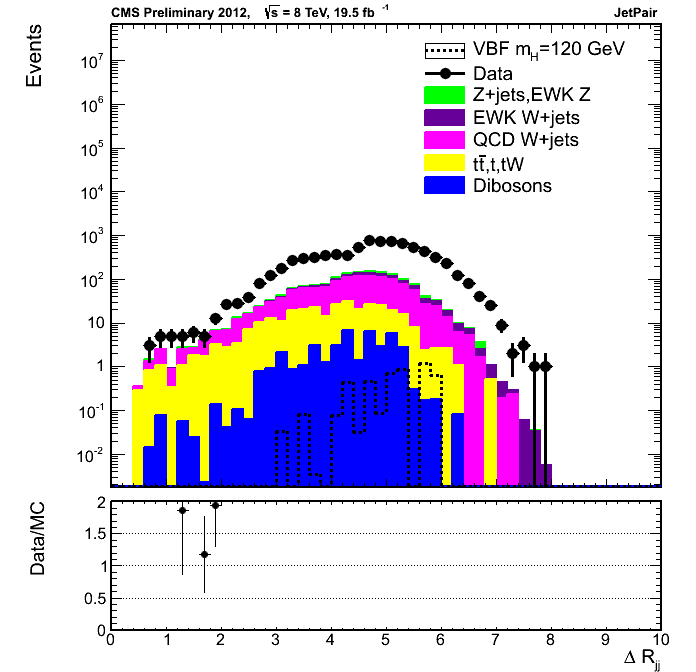 CMS Preliminary 2012, √s = 8 TeV, 19.5 fb⁻¹ JetPair
Events
VBF m_H=120 GeV
Data
Z+jets,EWK Z
EWK W+jets
QCD W+jets
tt̄,t,tW
Dibosons
10⁷
10⁶
10⁵
10⁴
10³
10²
10
1
10⁻¹
10⁻²
Data/MC
2
1.5
1
0.5
0
0 1 2 3 4 5 6 7 8 9 10
Δ R_jj